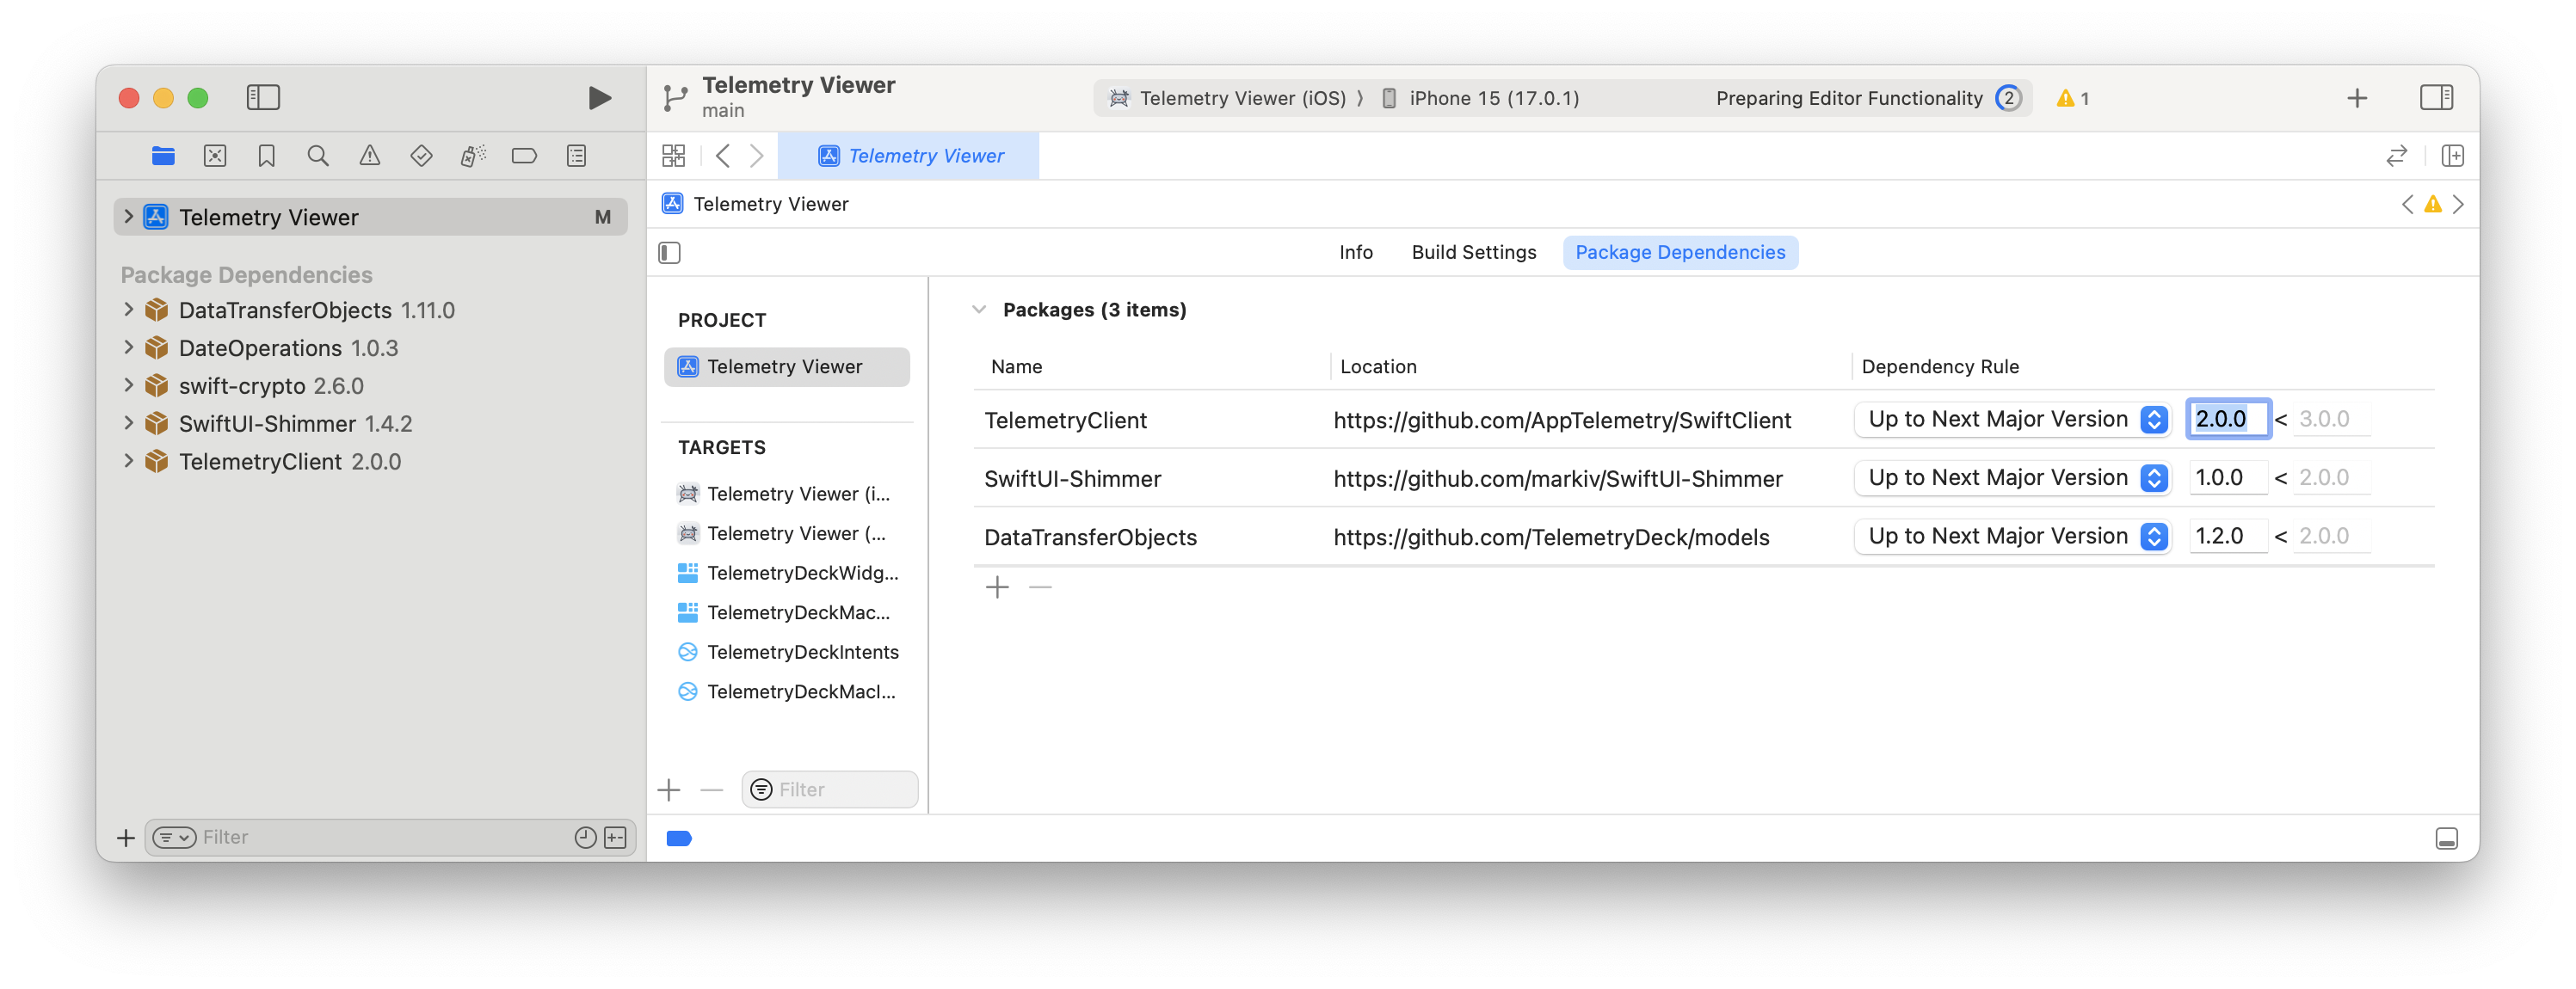 Telemetry Viewer
main
Telemetry Viewer (iOS) ⟩ iPhone 15 (17.0.1)
Preparing Editor Functionality 2
1
Telemetry Viewer
Telemetry Viewer M
Package Dependencies
DataTransferObjects 1.11.0
DateOperations 1.0.3
swift-crypto 2.6.0
SwiftUI-Shimmer 1.4.2
TelemetryClient 2.0.0
Filter
Telemetry Viewer
Info Build Settings Package Dependencies
PROJECT
Telemetry Viewer
TARGETS
Telemetry Viewer (i...
Telemetry Viewer (...
TelemetryDeckWidg...
TelemetryDeckMac...
TelemetryDeckIntents
TelemetryDeckMacI...
Filter
Packages (3 items)
Name Location Dependency Rule
TelemetryClient https://github.com/AppTelemetry/SwiftClient Up to Next Major Version 2.0.0 < 3.0.0
SwiftUI-Shimmer https://github.com/markiv/SwiftUI-Shimmer Up to Next Major Version 1.0.0 < 2.0.0
DataTransferObjects https://github.com/TelemetryDeck/models Up to Next Major Version 1.2.0 < 2.0.0